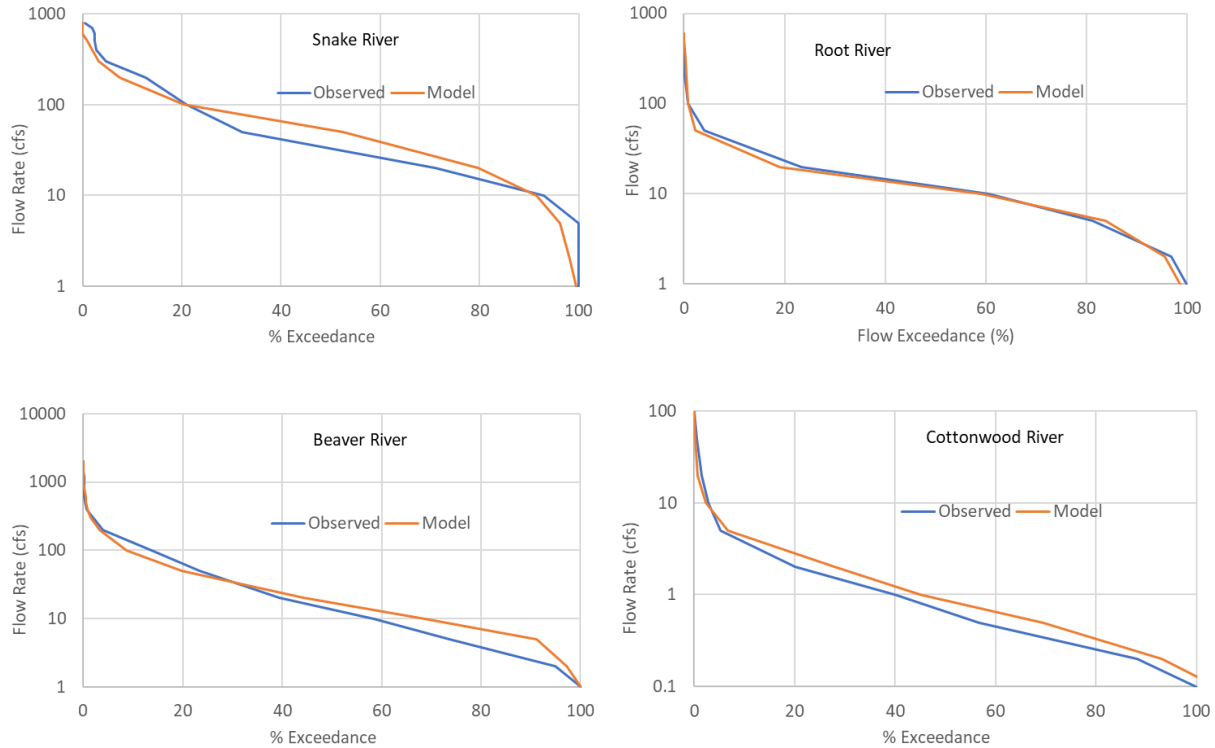 Snake River
1000
100
10
1
Flow Rate (cfs)
Observed Model
0 20 40 60 80 100
% Exceedance
Root River
1000
100
10
1
Flow (cfs)
Observed Model
0 20 40 60 80 100
Flow Exceedance (%)
Beaver River
10000
1000
100
10
1
Flow Rate (cfs)
Observed Model
0 20 40 60 80 100
% Exceedance
Cottonwood River
100
10
1
0.1
Flow Rate (cfs)
Observed Model
0 20 40 60 80 100
% Exceedance